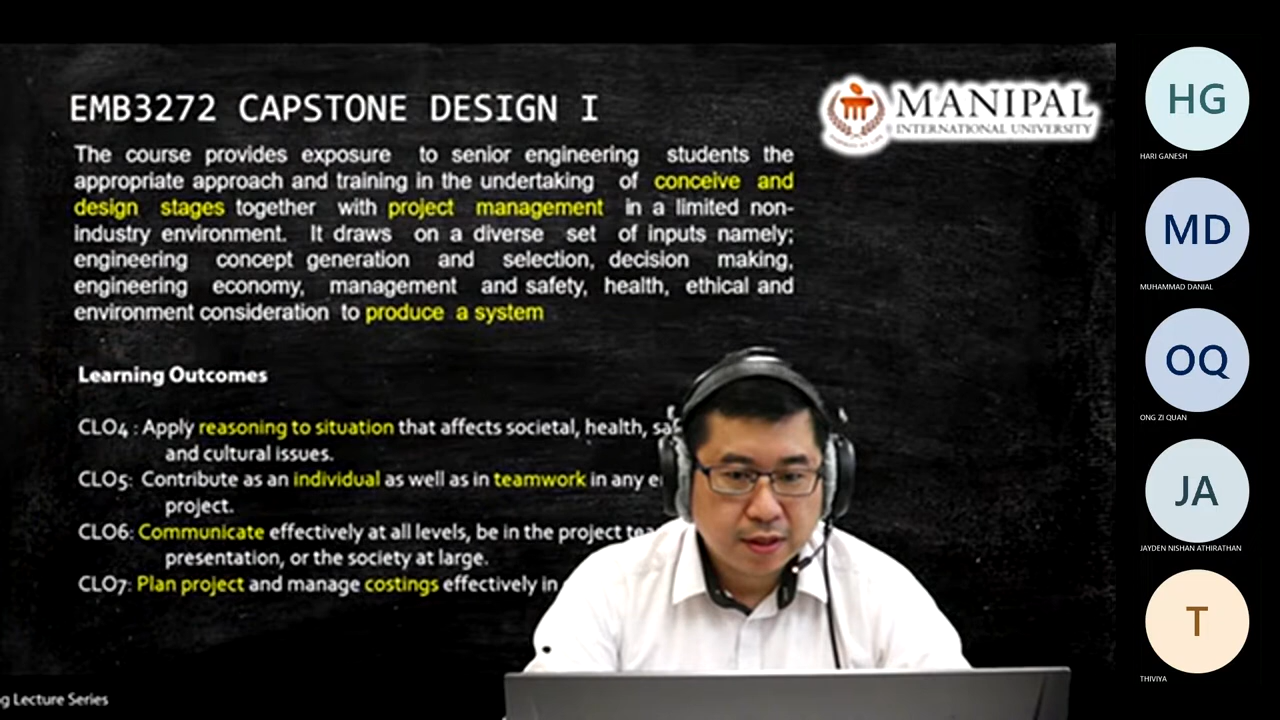 EMB3272 CAPSTONE DESIGN I
MANIPAL
INTERNATIONAL UNIVERSITY
The course provides exposure to senior engineering students the
appropriate approach and training in the undertaking of conceive and
design stages together with project management in a limited non-
industry environment. It draws on a diverse set of inputs namely;
engineering concept generation and selection, decision making,
engineering economy, management and safety, health, ethical and
environment consideration to produce a system
Learning Outcomes
CLO4 : Apply reasoning to situation that affects societal, health,
and cultural issues.
CLO5: Contribute as an individual as well as in teamwork in any
project.
CLO6: Communicate effectively at all levels, be in the project
presentation, or the society at large.
CLO7: Plan project and manage costings effectively in
Lecture Series
HG
HARI GANESH
MD
MUHAMMAD DANIAL
OQ
ONG ZI QUAN
JA
JAYDEN NISHAN ATHIRATHAN
T
THIVIYA